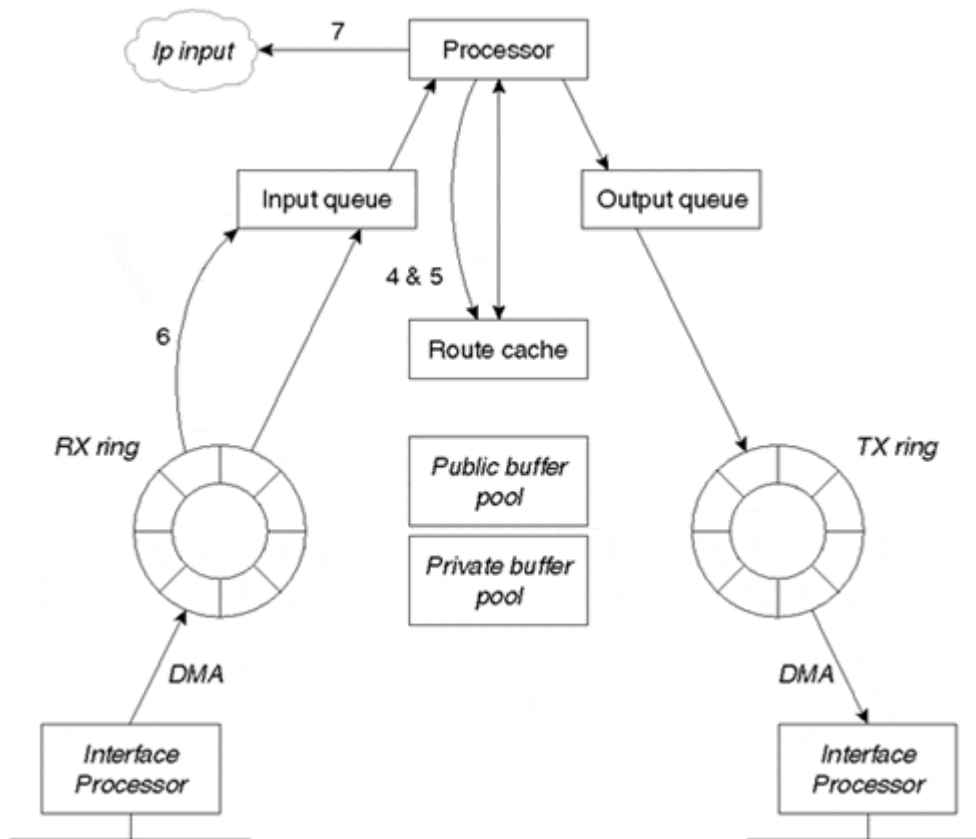 Ip input
7
Processor
Input queue
Output queue
4 & 5
6
Route cache
RX ring
TX ring
Public buffer
pool
Private buffer
pool
DMA
DMA
Interface
Processor
Interface
Processor